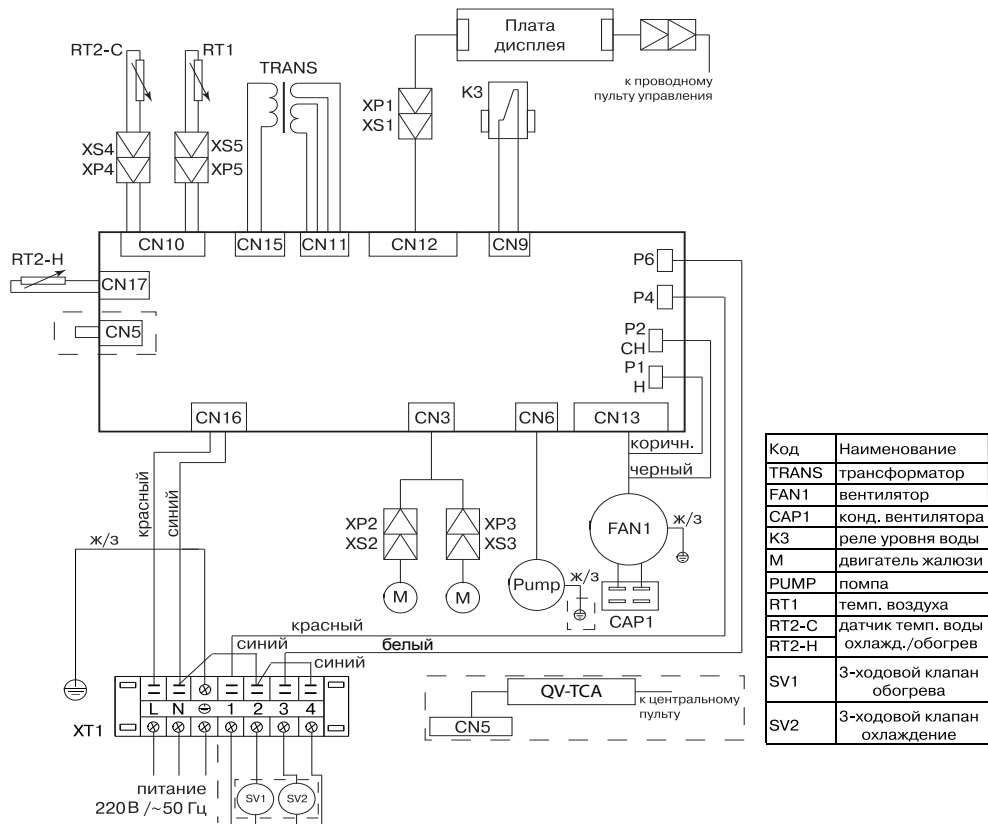 Плата
дисплея
к проводному
пульту управления
RT2-C
RT1
TRANS
K3
XP1
XS1
XS4
XP4
XS5
XP5
CN10
CN15
CN11
CN12
CN9
RT2-H
CN17
CN5
P6
P4
P2
CH
P1
H
CN16
CN3
CN6
CN13
коричн.
черный
красный
синий
ж/з
XP2
XS2
XP3
XS3
M
M
Pump
ж/з
FAN1
ж/з
CAP1
красный
синий
белый
синий
L N 1 2 3 4
XT1
питание
220В /~50 Гц
SV1
SV2
QV-TCA
CN5
к центральному
пульту
Код Наименование
TRANS трансформатор
FAN1 вентилятор
CAP1 конд. вентилятора
K3 реле уровня воды
M двигатель жалюзи
PUMP помпа
RT1 темп. воздуха
RT2-C датчик темп. воды
RT2-H охлажд./обогрев
SV1 3-ходовой клапан
обогрева
SV2 3-ходовой клапан
охлаждение